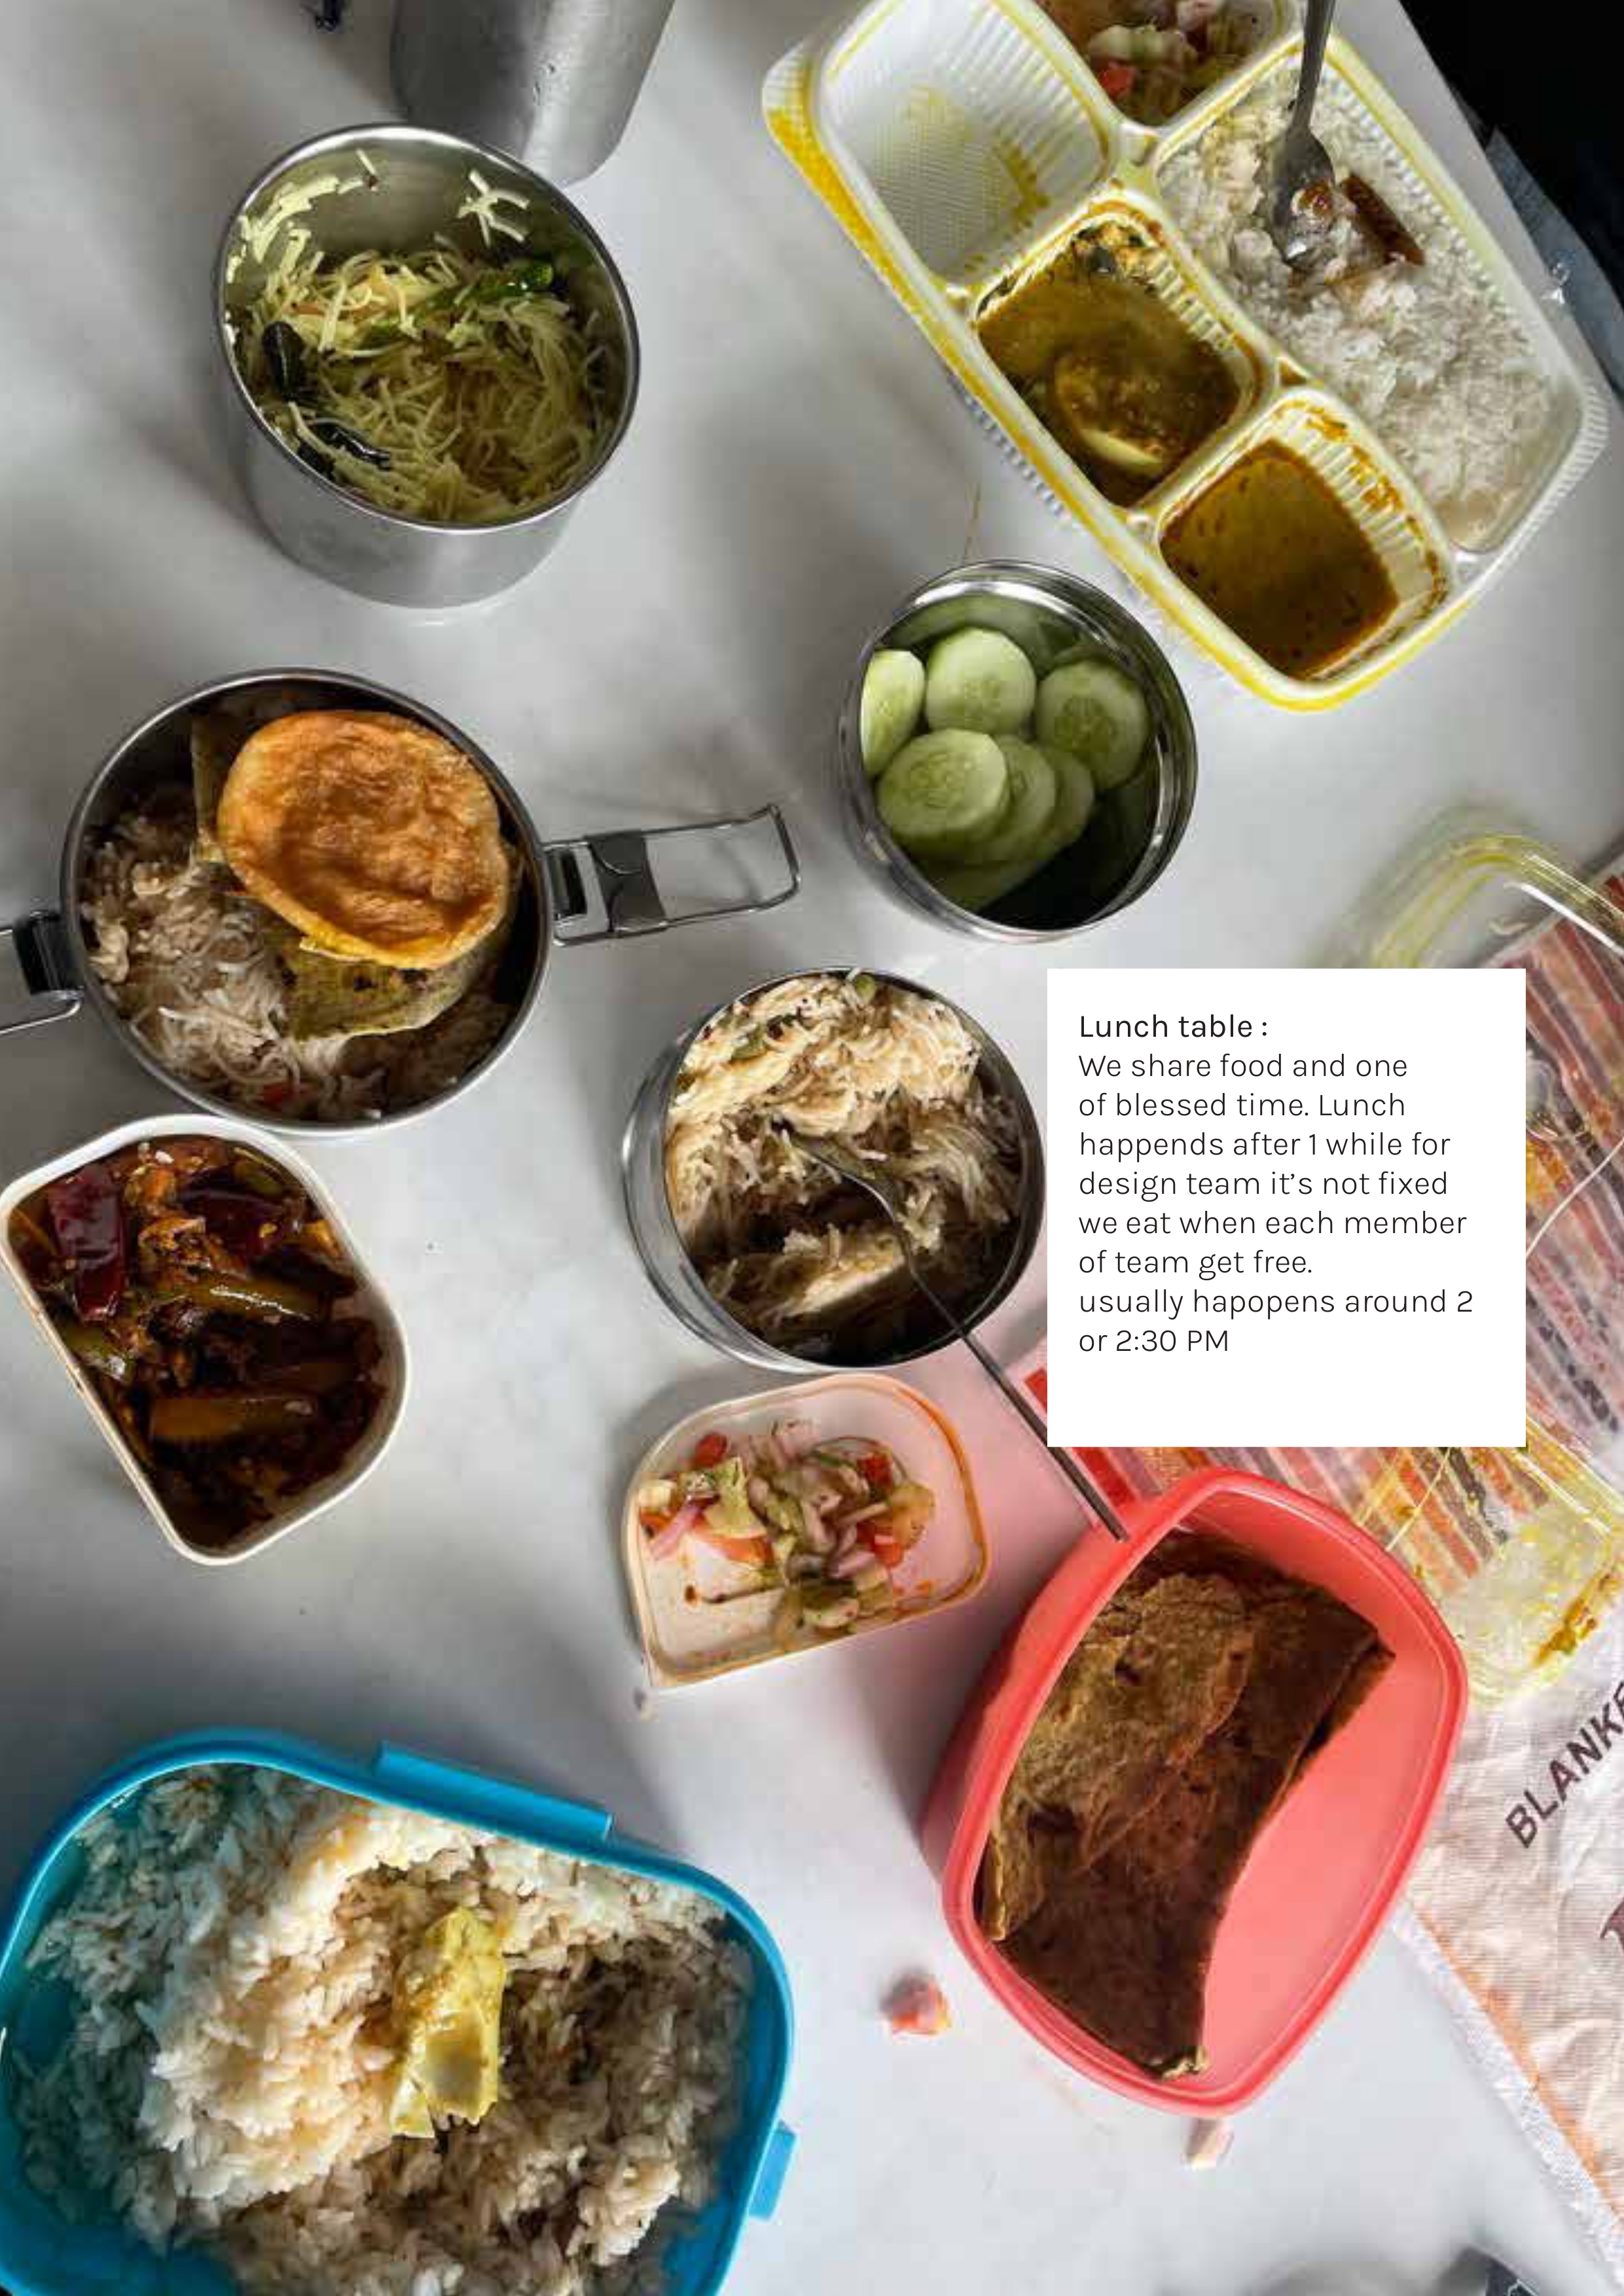 Lunch table :
We share food and one
of blessed time. Lunch
happends after 1 while for
design team it's not fixed
we eat when each member
of team get free.
usually hapopens around 2
or 2:30 PM